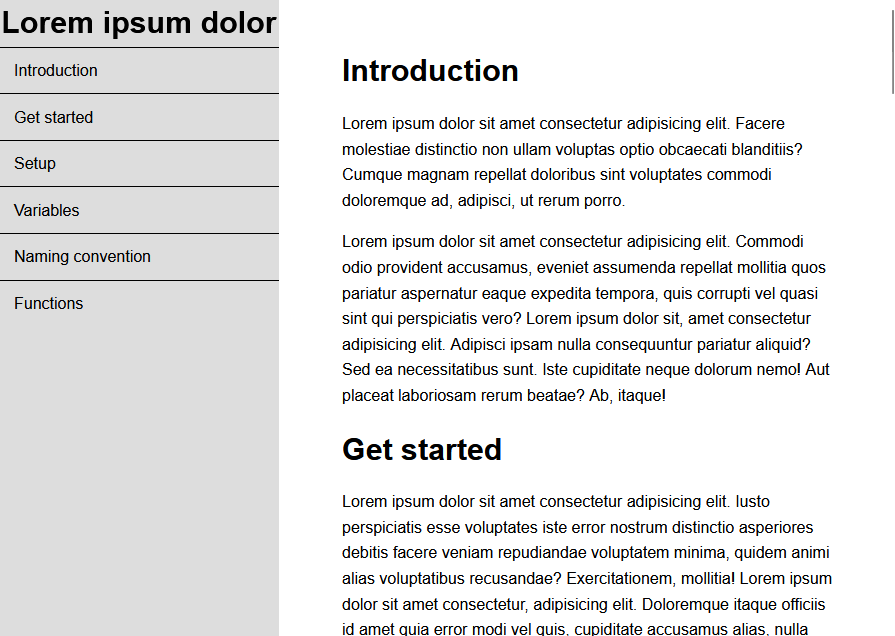 Lorem ipsum dolor
Introduction
Get started
Setup
Variables
Naming convention
Functions
Introduction
Lorem ipsum dolor sit amet consectetur adipisicing elit. Facere
molestiae distinctio non ullam voluptas optio obcaecati blanditiis?
Cumque magnam repellat doloribus sint voluptates commodi
doloremque ad, adipisci, ut rerum porro.
Lorem ipsum dolor sit amet consectetur adipisicing elit. Commodi
odio provident accusamus, eveniet assumenda repellat mollitia quos
pariatur aspernatur eaque expedita tempora, quis corrupti vel quasi
sint qui perspiciatis vero? Lorem ipsum dolor sit, amet consectetur
adipisicing elit. Adipisci ipsam nulla consequuntur pariatur aliquid?
Sed ea necessitatibus sunt. Iste cupiditate neque dolorum nemo! Aut
placeat laboriosam rerum beatae? Ab, itaque!
Get started
Lorem ipsum dolor sit amet consectetur adipisicing elit. Iusto
perspiciatis esse voluptates iste error nostrum distinctio asperiores
debitis facere veniam repudiandae voluptatem minima, quidem animi
alias voluptatibus recusandae? Exercitationem, mollitia! Lorem ipsum
dolor sit amet consectetur, adipisicing elit. Doloremque itaque officiis
id amet quia error modi vel quis, cupiditate accusamus alias, nulla